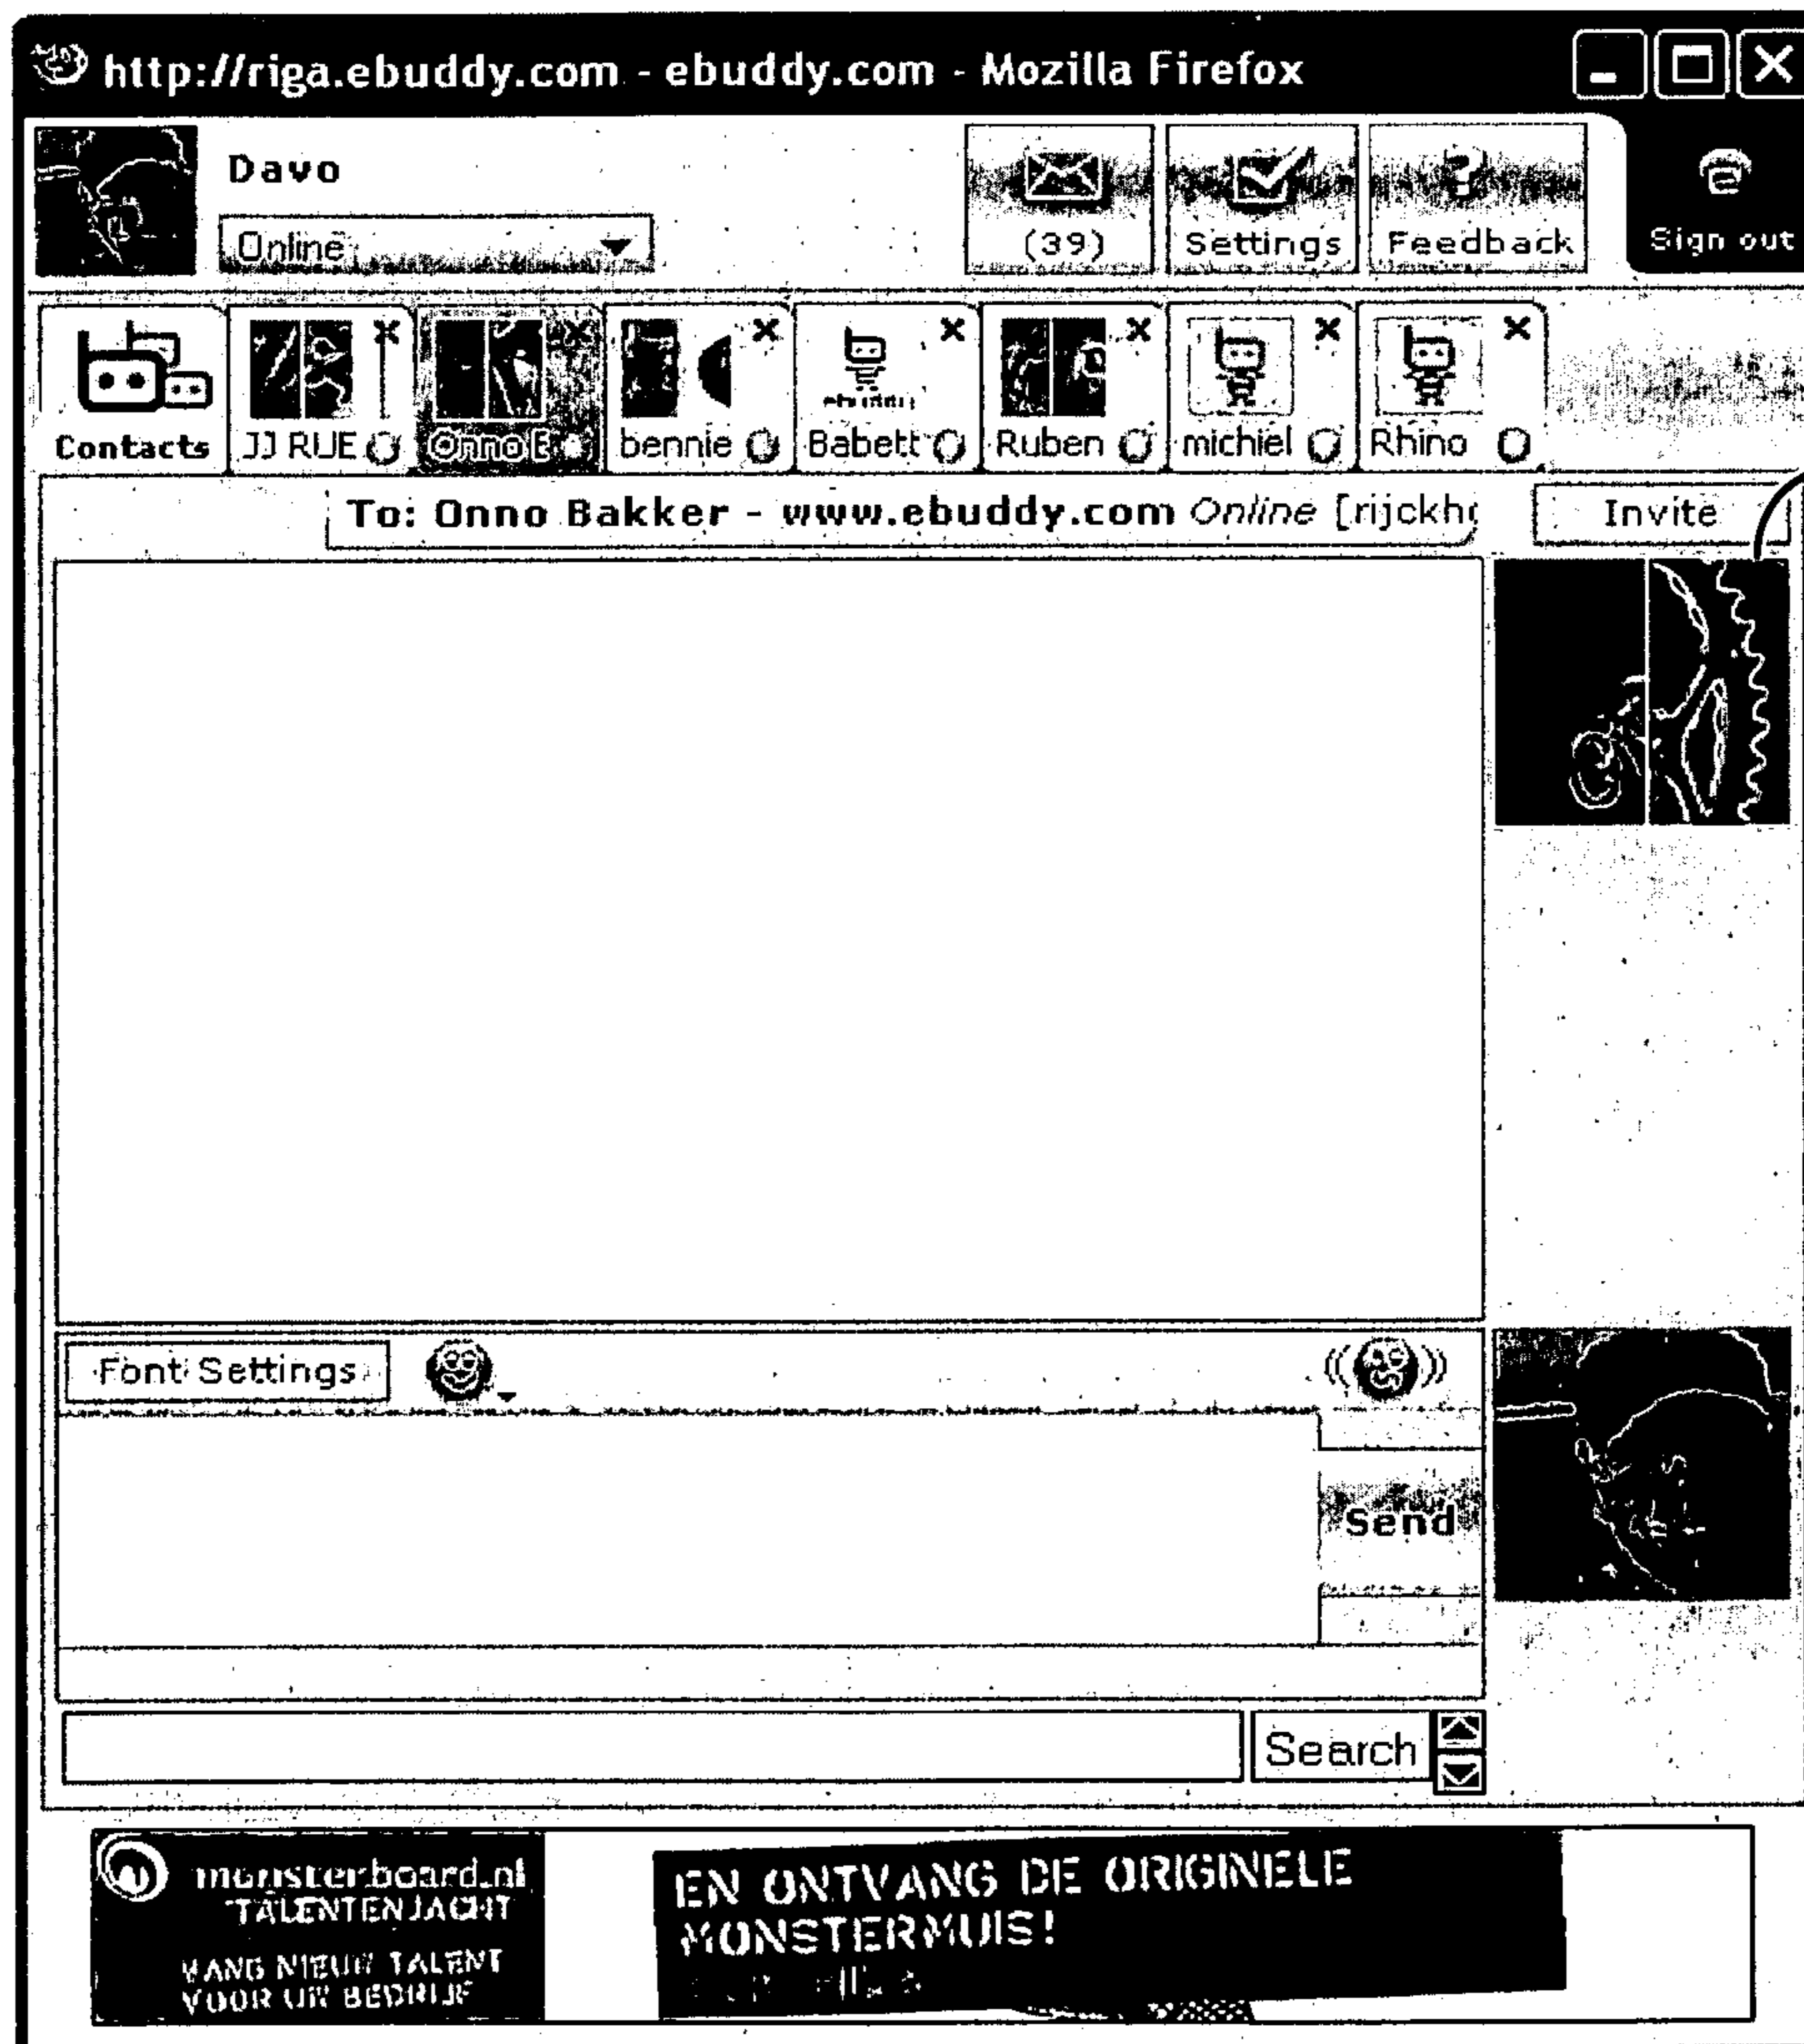 http://riga.ebuddy.com - ebuddy.com - Mozilla Firefox
Davo
Online
(39)
Settings
Feedback
Sign out
Contacts
JJ RUE
Onno B
bennie
Babett
Ruben
michiel
Rhino
To: Onno Bakker - www.ebuddy.com Online [rijckh
Invite
Font Settings
Send
Search
monsterboard.nl
TALENTENJACHT
VANG NIEUW TALENT
VOOR UW BEDRIJF
EN ONTVANG DE ORIGINELE
MONSTERMUIS!